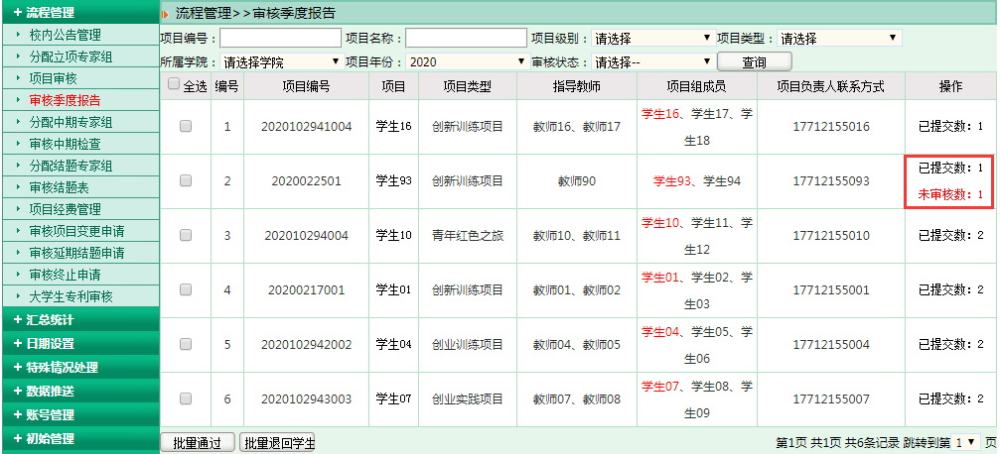 + 流程管理
校内公告管理
分配立项专家组
项目审核
审核季度报告
分配中期专家组
审核中期检查
分配结题专家组
审核结题表
项目经费管理
审核项目变更申请
审核延期结题申请
审核终止申请
大学生专利审核
+ 汇总统计
+ 日期设置
+ 特殊情况处理
+ 数据推送
+ 账号管理
+ 初始管理
流程管理>>审核季度报告
项目编号： 项目名称： 项目级别： 请选择 项目类型： 请选择
所属学院： 请选择学院 项目年份： 2020 审核状态： 请选择-- 查询
全选 编号 项目编号 项目 项目类型 指导教师 项目组成员 项目负责人联系方式 操作
1 2020102941004 学生16 创新训练项目 教师16、教师17 学生16、学生17、学生18 17712155016 已提交数：1
2 2020022501 学生93 创新训练项目 教师90 学生93、学生94 17712155093 已提交数：1
未审核数：1
3 202010294004 学生10 青年红色之旅 教师10、教师11 学生10、学生11、学生12 17712155010 已提交数：2
4 20200217001 学生01 创新训练项目 教师01、教师02 学生01、学生02、学生03 17712155001 已提交数：2
5 2020102942002 学生04 创业训练项目 教师04、教师05 学生04、学生05、学生06 17712155004 已提交数：2
6 2020102943003 学生07 创业实践项目 教师07、教师08 学生07、学生08、学生09 17712155007 已提交数：2
批量通过 批量退回学生 第1页 共1页 共6条记录 跳转到第 1 页